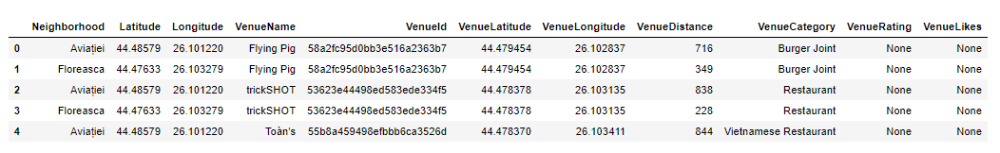 Neighborhood Latitude Longitude VenueName VenueId VenueLatitude VenueLongitude VenueDistance VenueCategory VenueRating VenueLikes
0 Aviației 44.48579 26.101220 Flying Pig 58a2fc95d0bb3e516a2363b7 44.479454 26.102837 716 Burger Joint None None
1 Floreasca 44.47633 26.103279 Flying Pig 58a2fc95d0bb3e516a2363b7 44.479454 26.102837 349 Burger Joint None None
2 Aviației 44.48579 26.101220 trickSHOT 53623e44498ed583ede334f5 44.478378 26.103135 838 Restaurant None None
3 Floreasca 44.47633 26.103279 trickSHOT 53623e44498ed583ede334f5 44.478378 26.103135 228 Restaurant None None
4 Aviației 44.48579 26.101220 Toàn's 55b8a459498efbbb6ca3526d 44.478370 26.103411 844 Vietnamese Restaurant None None